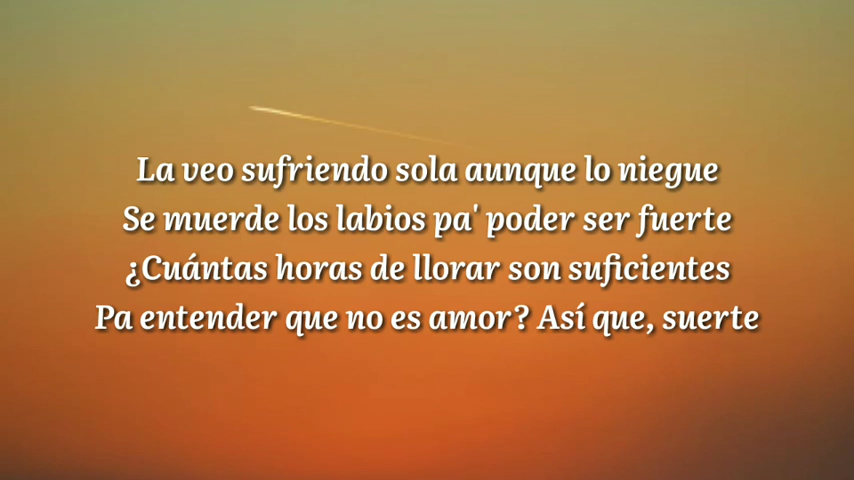 La veo sufriendo sola aunque lo niegue
Se muerde los labios pa' poder ser fuerte
¿Cuántas horas de llorar son suficientes
Pa entender que no es amor? Así que, suerte